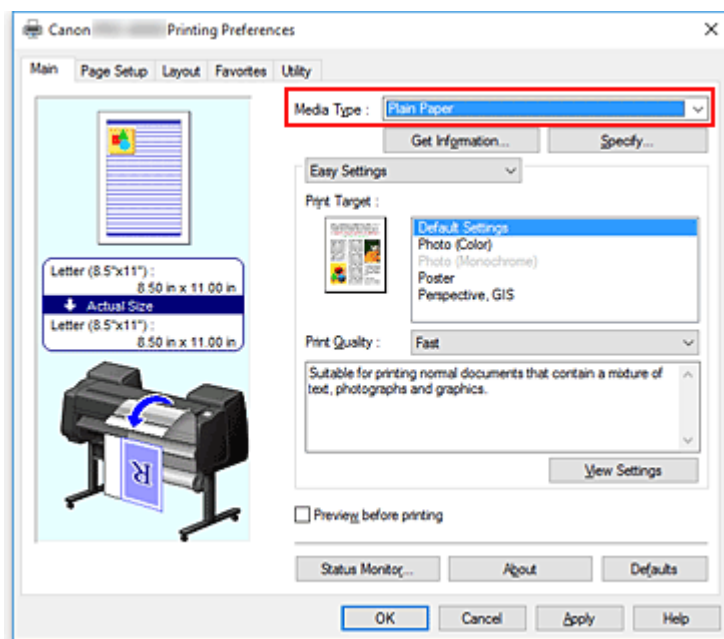 Canon Printing Preferences
Main Page Setup Layout Favorites Utility
Media Type : Plain Paper
Get Information... Specify...
Easy Settings
Print Target :
Default Settings
Photo (Color)
Photo (Monochrome)
Poster
Perspective, GIS
Letter (8.5"x11") :
8.50 in x 11.00 in
Actual Size
Letter (8.5"x11") :
8.50 in x 11.00 in
Print Quality : Fast
Suitable for printing normal documents that contain a mixture of
text, photographs and graphics.
R
View Settings
Preview before printing
Status Monitor... About Defaults
OK Cancel Apply Help